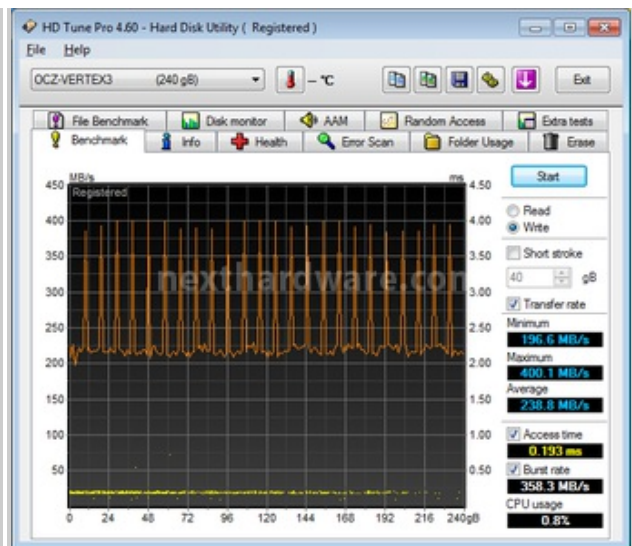 HD Tune Pro 4.60 - Hard Disk Utility ( Registered )
File Help
OCZ-VERTEX3 (240 gB)
– °C
Exit
File Benchmark Disk monitor AAM Random Access Extra tests
Benchmark Info Health Error Scan Folder Usage Erase
MB/s ms
Registered
450 4.50
400 4.00
350 3.50
300 3.00
250 2.50
200 2.00
150 1.50
100 1.00
50 0.50
0 24 48 72 96 120 144 168 192 216 240gB
nexthardware.com
Start
Read
Write
Short stroke
40 gB
Transfer rate
Minimum
196.6 MB/s
Maximum
400.1 MB/s
Average
238.8 MB/s
Access time
0.193 ms
Burst rate
358.3 MB/s
CPU usage
0.8%